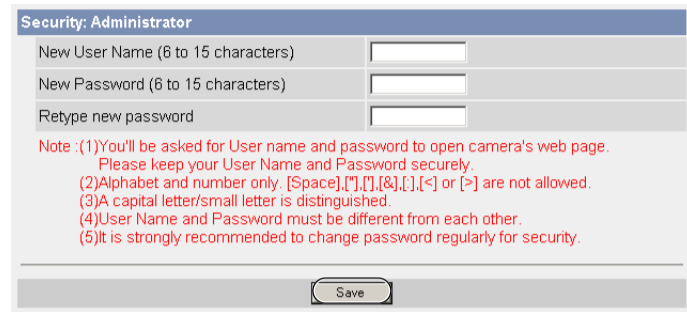 Security: Administrator
New User Name (6 to 15 characters)
New Password (6 to 15 characters)
Retype new password
Note :(1)You'll be asked for User name and password to open camera's web page.
Please keep your User Name and Password securely.
(2)Alphabet and number only. [Space],["],['],[&],[:],[<] or [>] are not allowed.
(3)A capital letter/small letter is distinguished.
(4)User Name and Password must be different from each other.
(5)It is strongly recommended to change password regularly for security.
Save